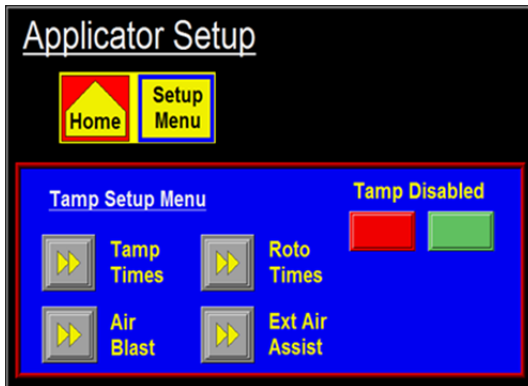 Applicator Setup
Home
Setup
Menu
Tamp Setup Menu
Tamp Disabled
Tamp
Times
Roto
Times
Air
Blast
Ext Air
Assist